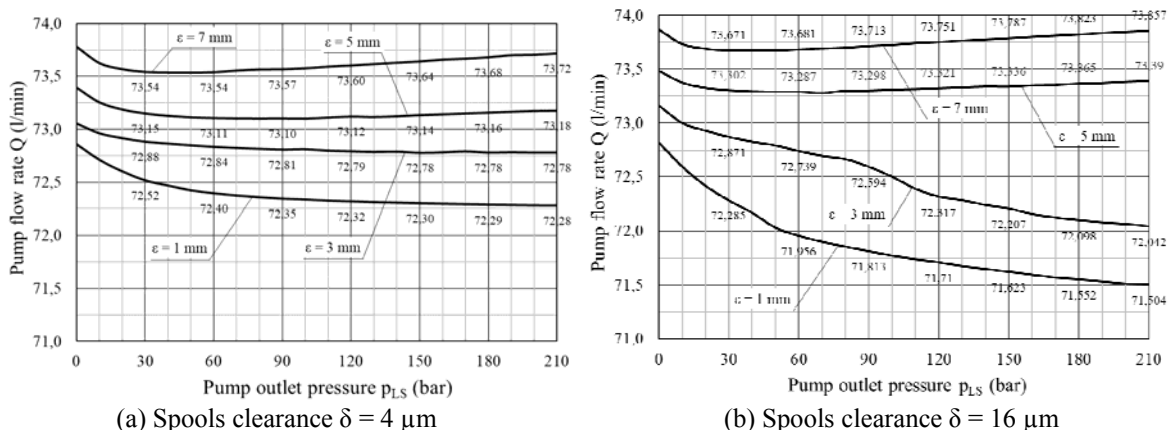 74,0
73,5
73,0
72,5
72,0
71,5
71,0
Pump flow rate Q (l/min)
ε = 7 mm
ε = 5 mm
73,54 73,54 73,57 73,60 73,64 73,68 73,72
73,15 73,11 73,10 73,12 73,14 73,16 73,18
72,88 72,84 72,81 72,79 72,78 72,78 72,78
72,52 72,40 72,35 72,32 72,30 72,29 72,28
ε = 1 mm
ε = 3 mm
0 30 60 90 120 150 180 210
Pump outlet pressure pLS (bar)
(a) Spools clearance δ = 4 µm
74,0
73,5
73,0
72,5
72,0
71,5
71,0
Pump flow rate Q (l/min)
73,671 73,681 73,713 73,751 73,787 73,823 73,857
73,302 73,287 73,298 73,321 73,336 73,365 73,39
ε = 7 mm
ε 5 mm
72,871 72,739 72,594 72,317 72,207 72,098 72,042
ε 3 mm
72,285 71,956 71,813 71,71 71,623 71,552 71,504
ε = 1 mm
0 30 60 90 120 150 180 210
Pump outlet pressure pLS (bar)
(b) Spools clearance δ = 16 µm